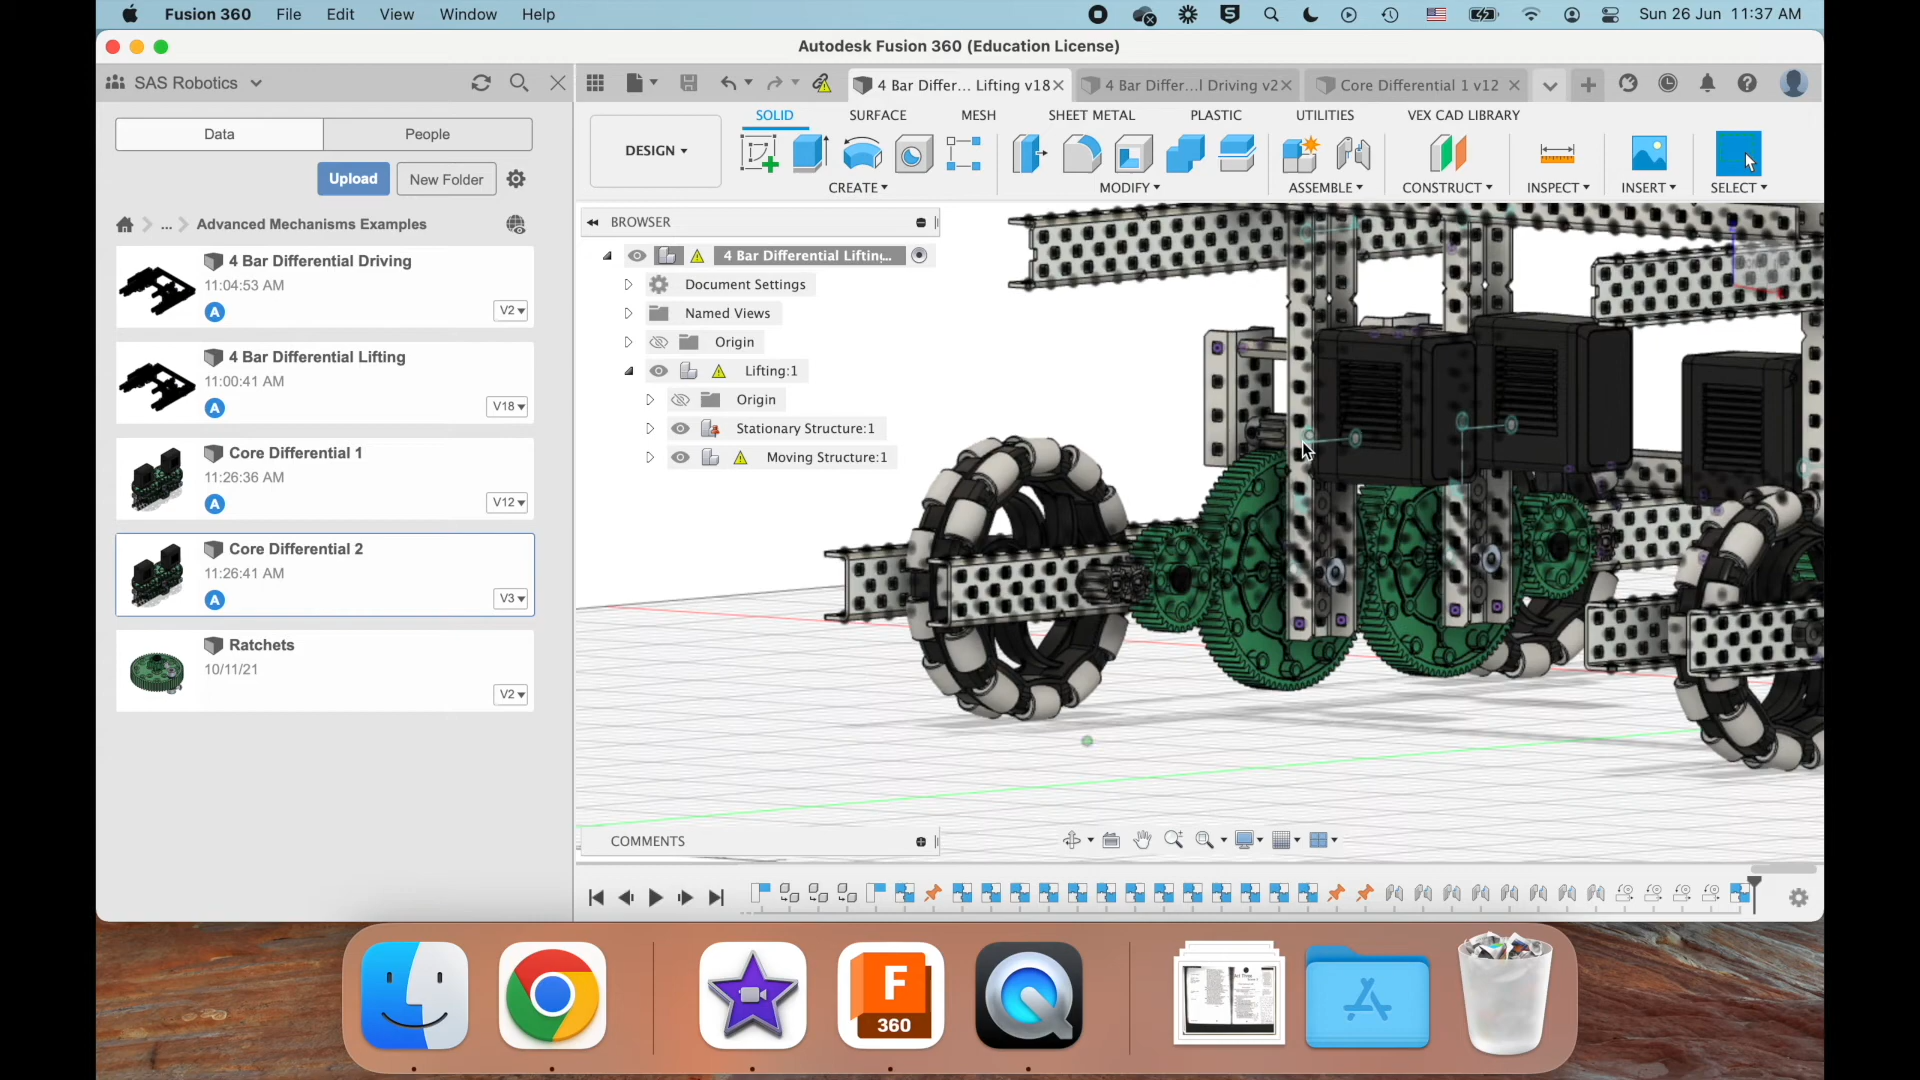 Fusion 360 File Edit View Window Help
Sun 26 Jun 11:37 AM
Autodesk Fusion 360 (Education License)
SAS Robotics
4 Bar Differ... Lifting v18
4 Bar Differ...l Driving v2
Core Differential 1 v12
Data People
Upload New Folder
... Advanced Mechanisms Examples
4 Bar Differential Driving
11:04:53 AM
A
V2
4 Bar Differential Lifting
11:00:41 AM
A
V18
Core Differential 1
11:26:36 AM
A
V12
Core Differential 2
11:26:41 AM
A
V3
Ratchets
10/11/21
V2
DESIGN
SOLID SURFACE MESH SHEET METAL PLASTIC UTILITIES VEX CAD LIBRARY
CREATE MODIFY ASSEMBLE CONSTRUCT INSPECT INSERT SELECT
BROWSER
4 Bar Differential Lifting...
Document Settings
Named Views
Origin
Lifting:1
Origin
Stationary Structure:1
Moving Structure:1
COMMENTS
F
360